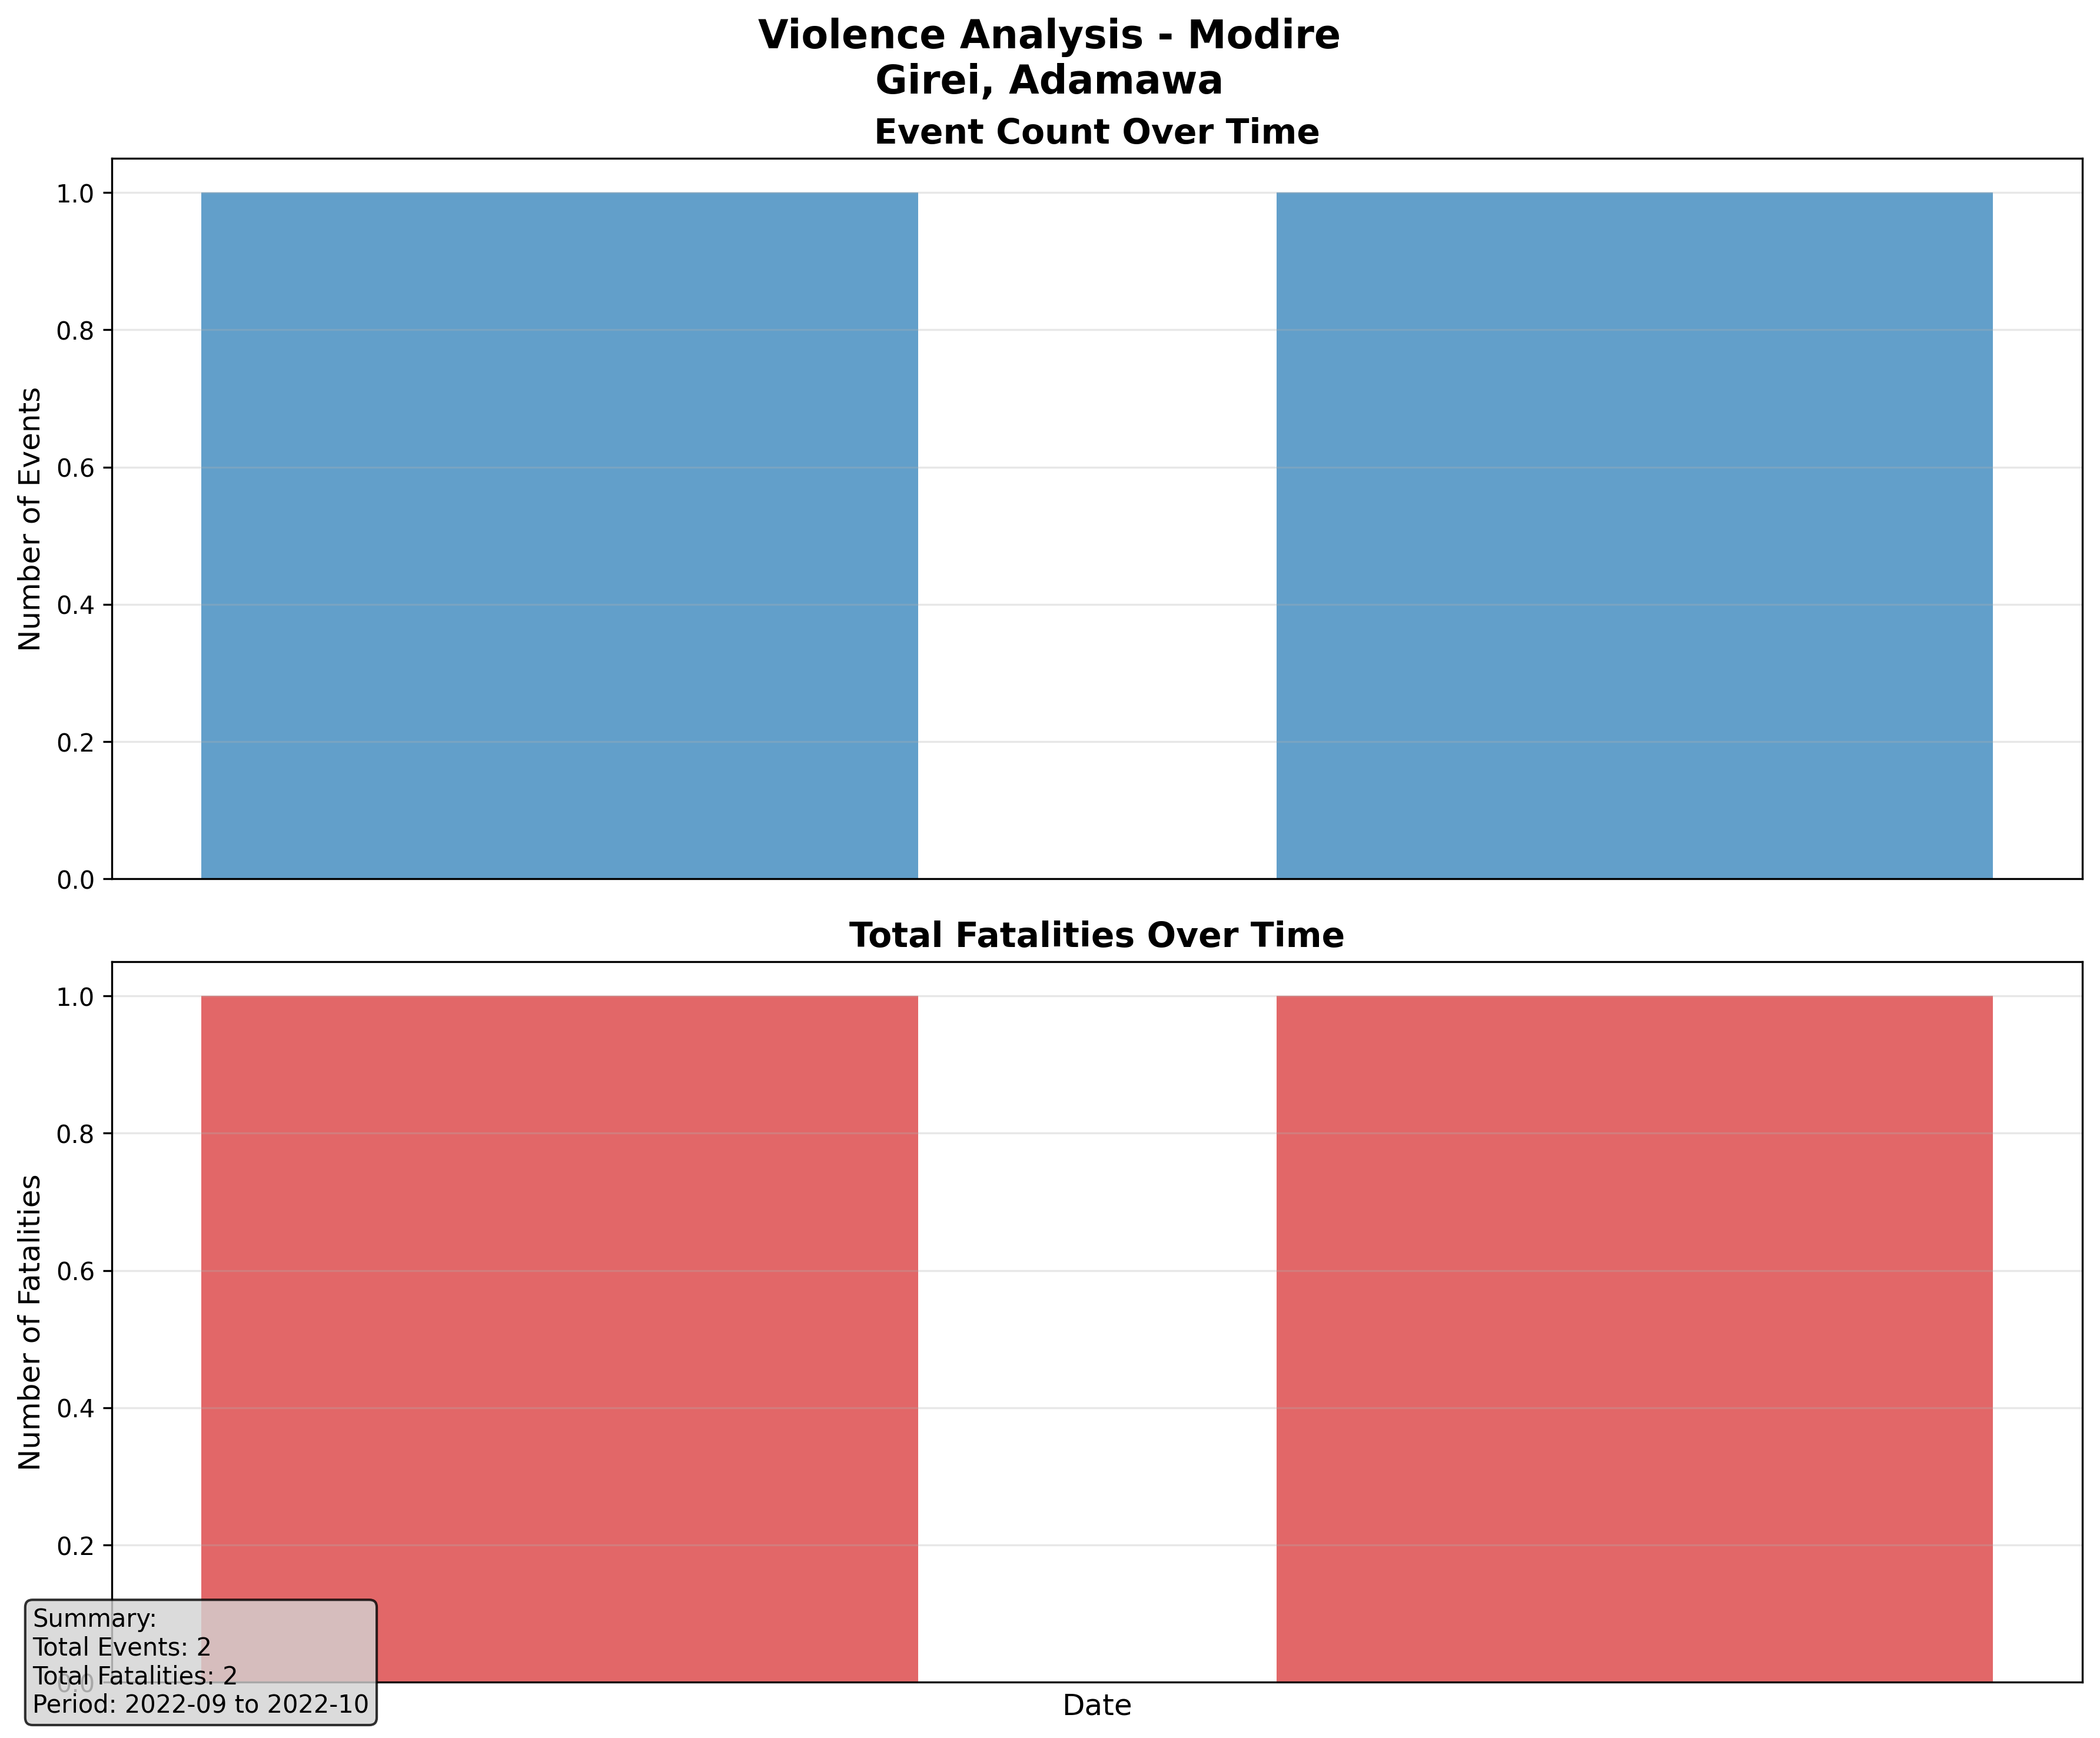 Violence Analysis - Modire
Girei, Adamawa
Event Count Over Time
1.0
0.8
0.6
0.4
0.2
0.0
Number of Events
Total Fatalities Over Time
1.0
0.8
0.6
0.4
0.2
0.0
Number of Fatalities
Summary:
Total Events: 2
Total Fatalities: 2
Period: 2022-09 to 2022-10
Date